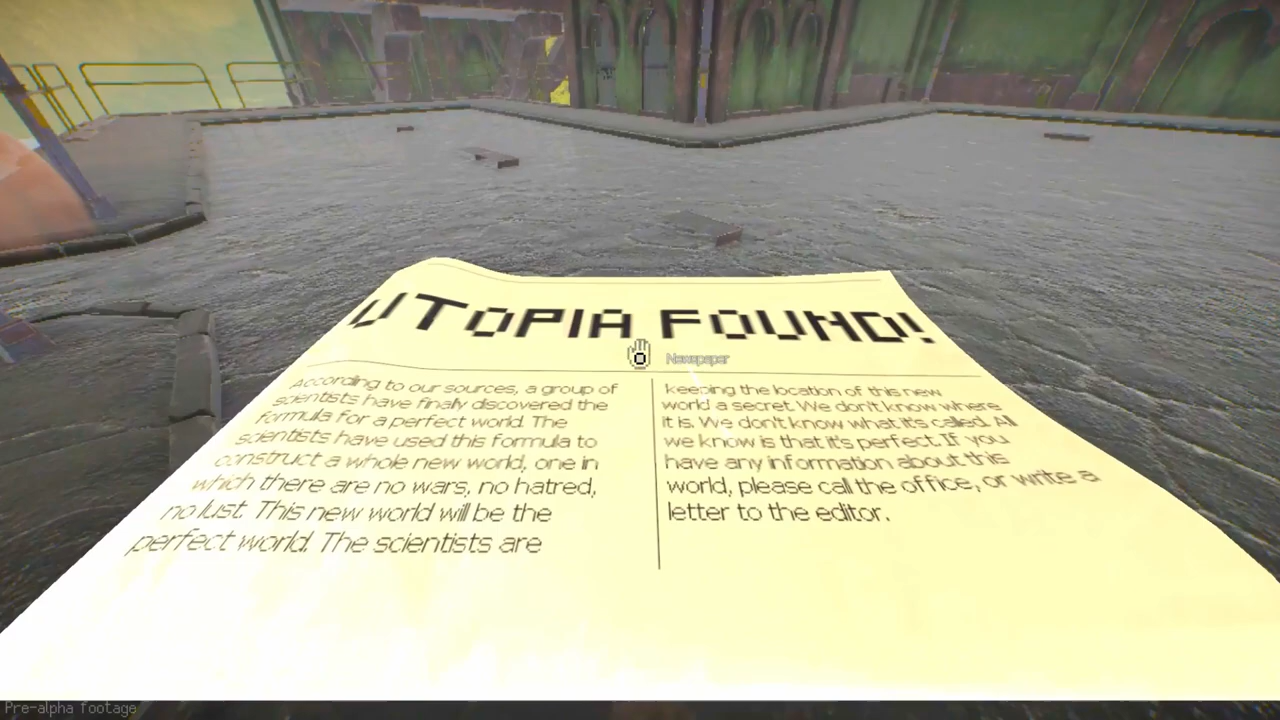 UTOPIA FOUND!
Newspaper
According to our sources, a group of
scientists have finally discovered the
formula for a perfect world. The
scientists have used this formula to
construct a whole new world, one in
which there are no wars, no hatred,
no lust. This new world will be the
perfect world. The scientists are
keeping the location of this new
world a secret. We don't know where
it is. We don't know what it's called. All
we know is that it's perfect. If you
have any information about this
world, please call the office, or write a
letter to the editor.
Pre-alpha footage